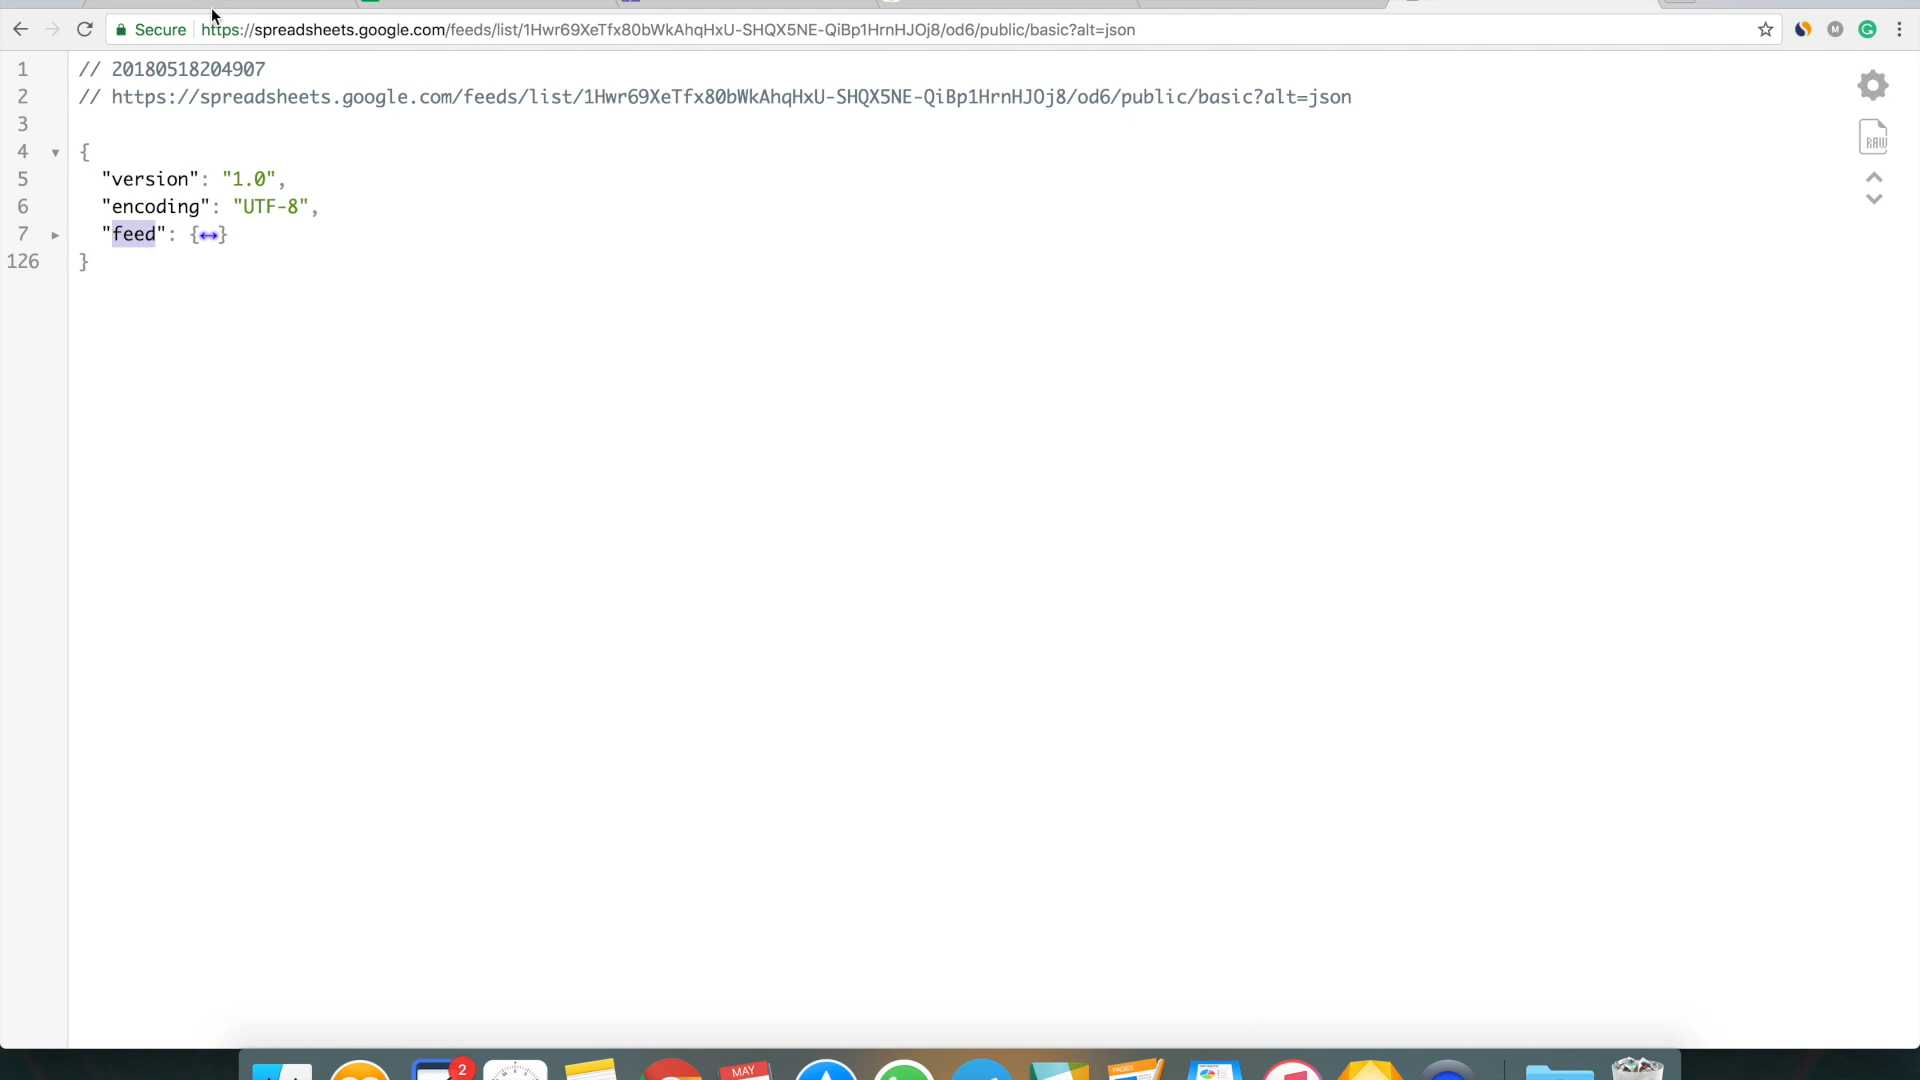 Secure https://spreadsheets.google.com/feeds/list/1Hwr69XeTfx80bWkAhqHxU-SHQX5NE-QiBp1HrnHJOj8/od6/public/basic?alt=json
M G
1 // 20180518204907
2 // https://spreadsheets.google.com/feeds/list/1Hwr69XeTfx80bWkAhqHxU-SHQX5NE-QiBp1HrnHJOj8/od6/public/basic?alt=json
3
4 {
5 "version": "1.0",
6 "encoding": "UTF-8",
7 "feed": {↔}
126 }
RAW
2
MAY
PAGES